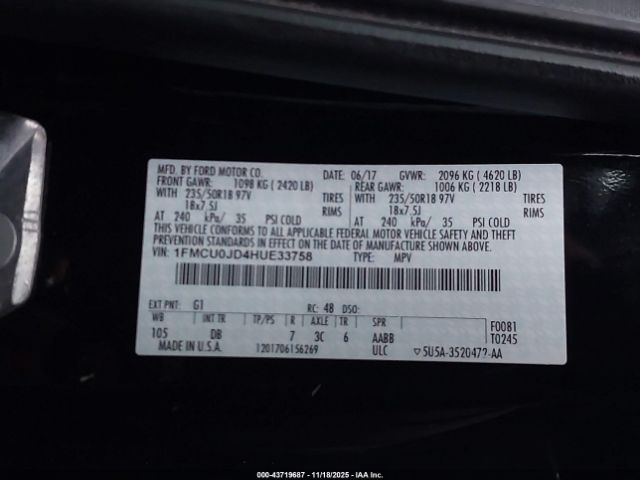 MFD. BY FORD MOTOR CO. DATE: 06/17 GVWR: 2096 KG ( 4620 LB)
FRONT GAWR: 1098 KG ( 2420 LB) REAR GAWR: 1006 KG ( 2218 LB)
WITH 235/50R18 97V TIRES WITH 235/50R18 97V TIRES
18x7.5J RIMS 18x7.5J RIMS
AT 240 kPa/ 35 PSI COLD AT 240 kPa/ 35 PSI COLD
THIS VEHICLE CONFORMS TO ALL APPLICABLE FEDERAL MOTOR VEHICLE SAFETY AND THEFT
PREVENTION STANDARDS IN EFFECT ON THE DATE OF MANUFACTURE SHOWN ABOVE.
VIN: 1FMCU0JD4HUE33758 TYPE: MPV
EXT PNT: G1 RC: 48 DSO: F0081
WB INT TR TP/PS R AXLE TR SPR T0245
105 DB 7 3C 6 AABB
MADE IN U.S.A. 1201706156269 ULC
000-43719687 - 11/18/2025 - IAA Inc.